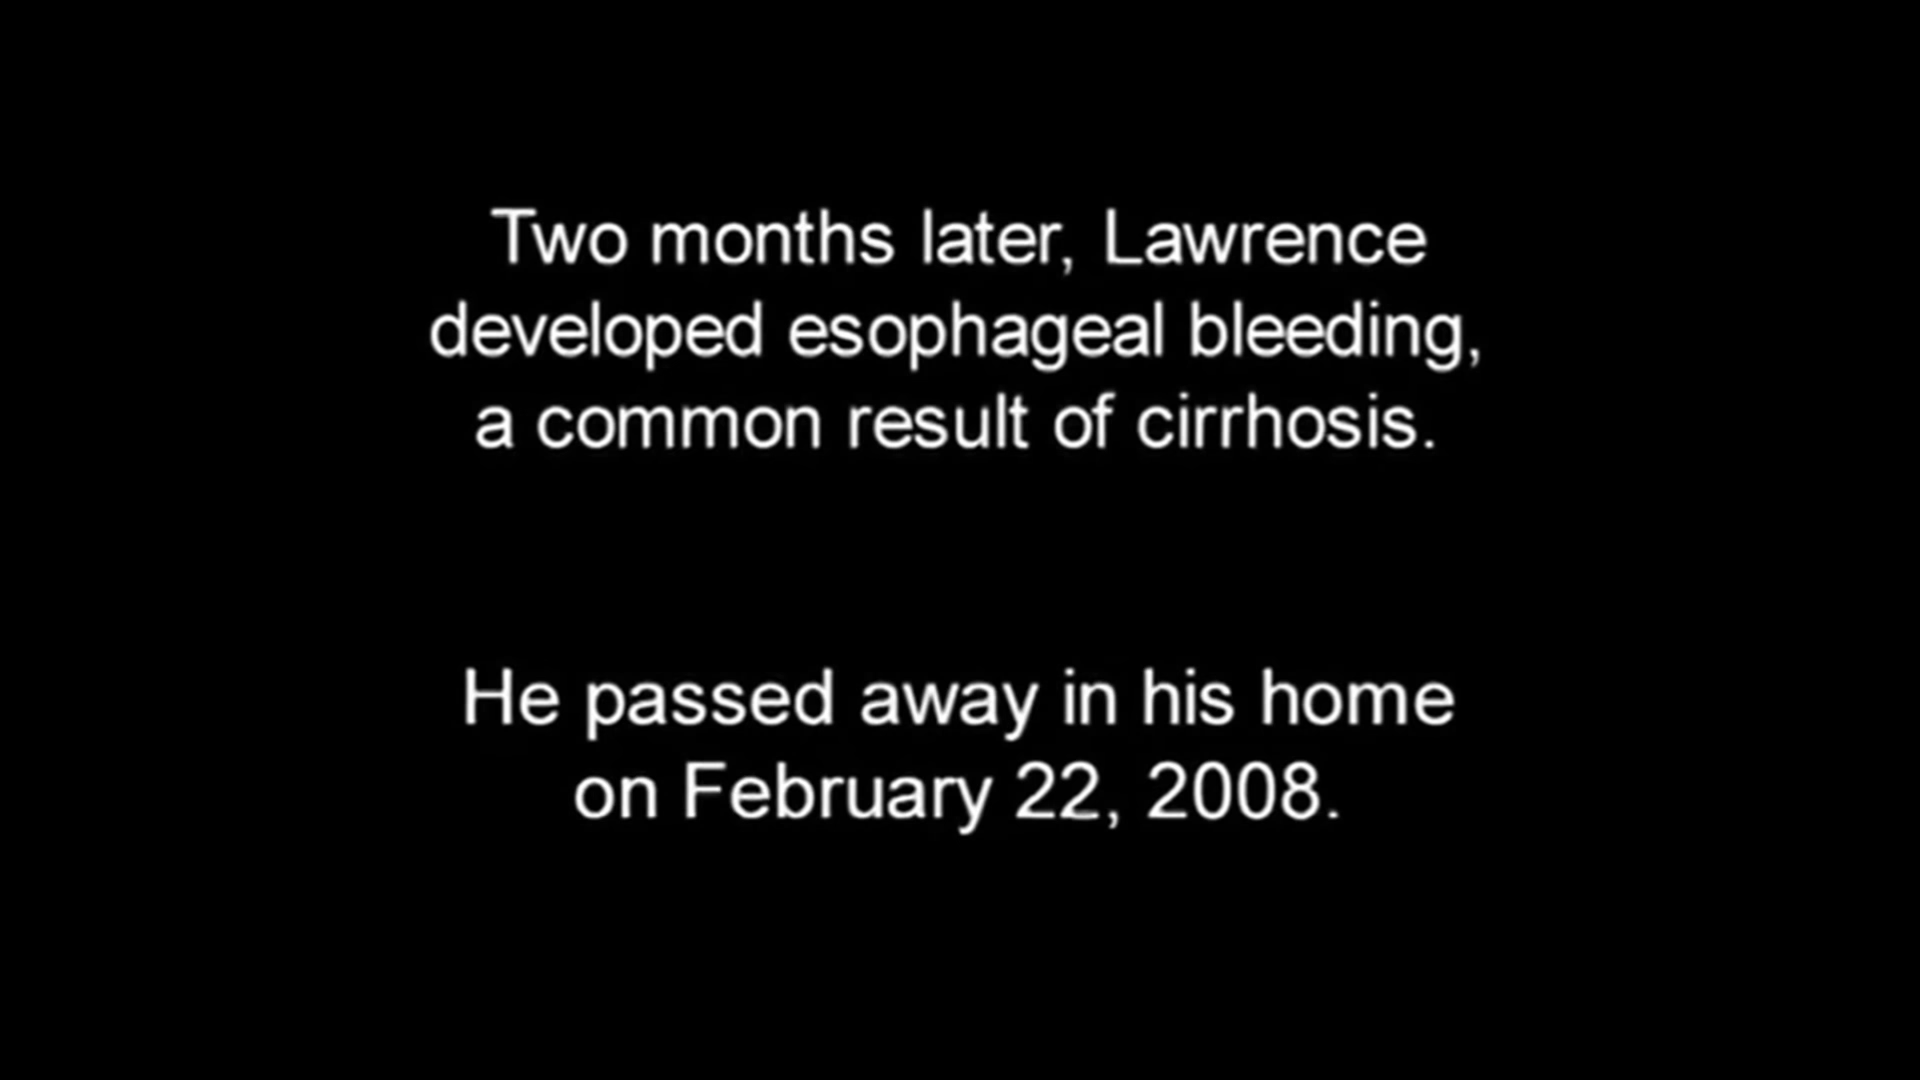 Two months later, Lawrence
developed esophageal bleeding,
a common result of cirrhosis.
He passed away in his home
on February 22, 2008.